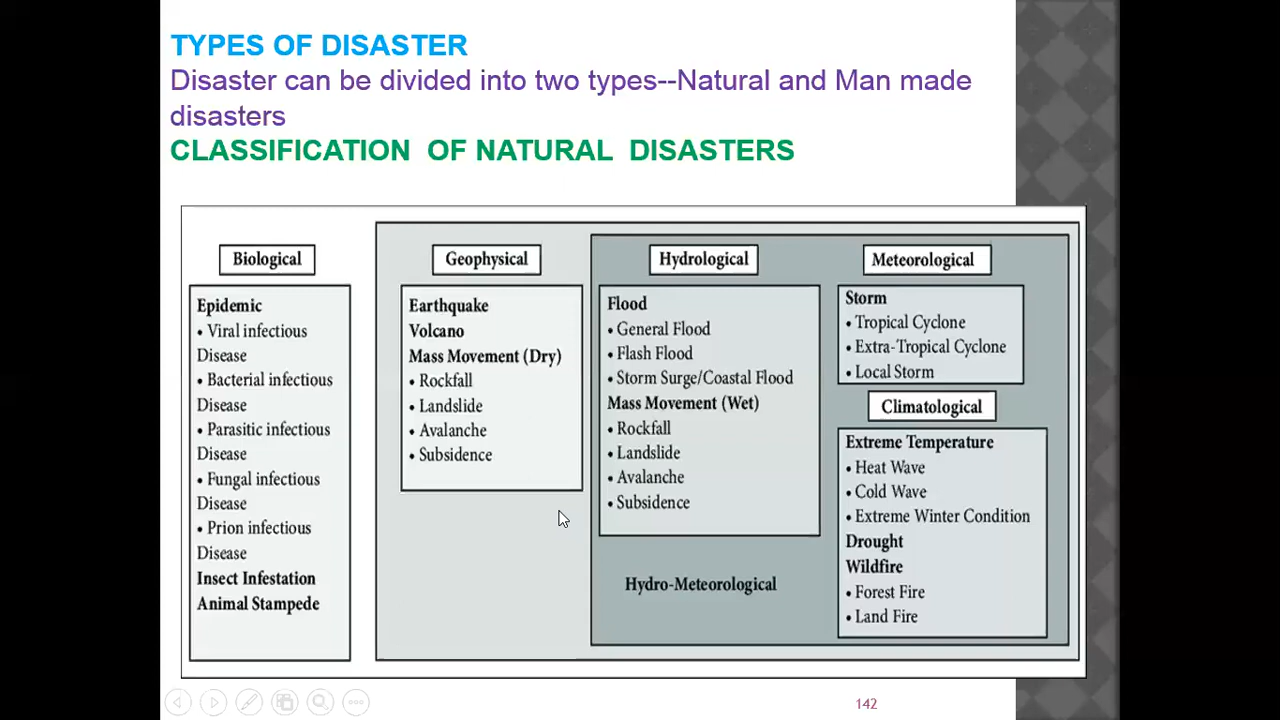 TYPES OF DISASTER
Disaster can be divided into two types--Natural and Man made
disasters
CLASSIFICATION OF NATURAL DISASTERS
Biological
Epidemic
• Viral infectious
Disease
• Bacterial infectious
Disease
• Parasitic infectious
Disease
• Fungal infectious
Disease
• Prion infectious
Disease
Insect Infestation
Animal Stampede
Geophysical
Earthquake
Volcano
Mass Movement (Dry)
• Rockfall
• Landslide
• Avalanche
• Subsidence
Hydrological
Flood
• General Flood
• Flash Flood
• Storm Surge/Coastal Flood
Mass Movement (Wet)
• Rockfall
• Landslide
• Avalanche
• Subsidence
Hydro-Meteorological
Meteorological
Storm
• Tropical Cyclone
• Extra-Tropical Cyclone
• Local Storm
Climatological
Extreme Temperature
• Heat Wave
• Cold Wave
• Extreme Winter Condition
Drought
Wildfire
• Forest Fire
• Land Fire
142